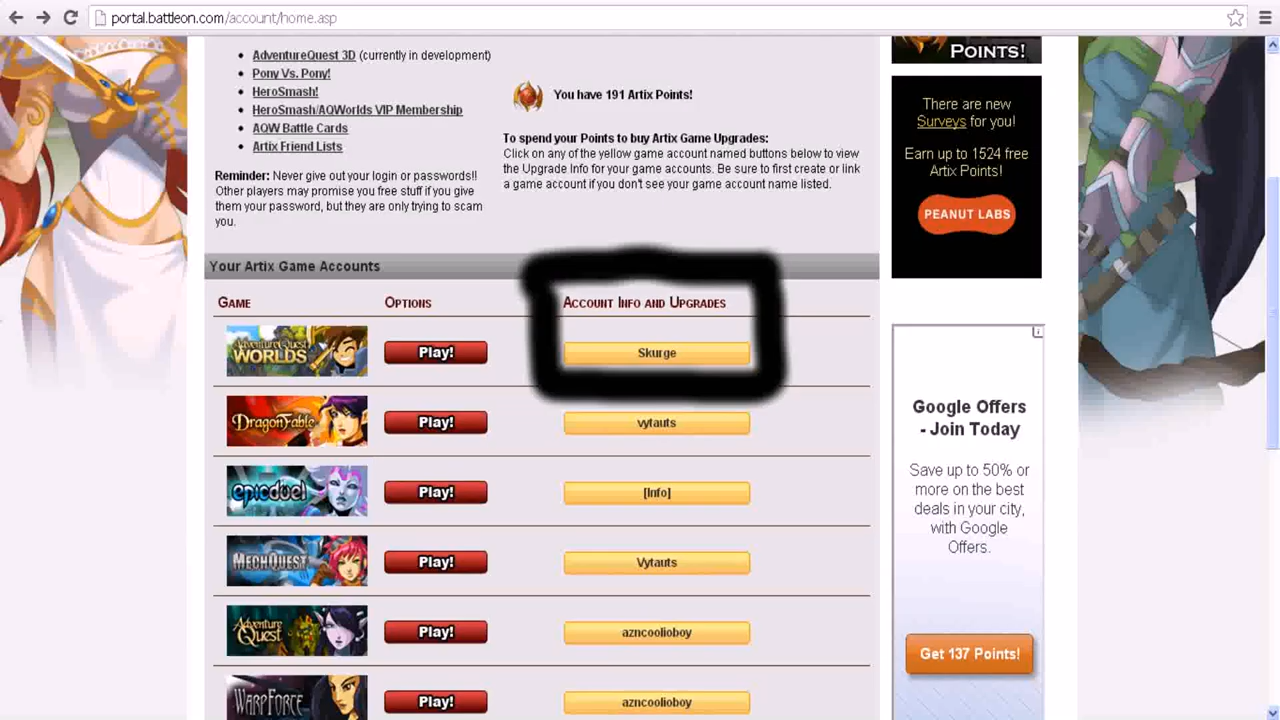 portal.battleon.com/account/home.asp
AdventureQuest 3D (currently in development)
Pony Vs. Pony!
HeroSmash!
HeroSmash/AQWorlds VIP Membership
AQW Battle Cards
Artix Friend Lists
Reminder: Never give out your login or passwords!!
Other players may promise you free stuff if you give
them your password, but they are only trying to scam
you.
You have 191 Artix Points!
To spend your Points to buy Artix Game Upgrades:
Click on any of the yellow game account named buttons below to view
the Upgrade Info for your game accounts. Be sure to first create or link
a game account if you don't see your game account name listed.
POINTS!
There are new
Surveys for you!
Earn up to 1524 free
Artix Points!
PEANUT LABS
Your Artix Game Accounts
GAME OPTIONS ACCOUNT INFO AND UPGRADES
AdventureQuest
WORLDS Play! Skurge
DragonFable Play! vytauts
epicduel Play! [Info]
MECHQUEST Play! Vytauts
Adventure
Quest Play! azncoolioboy
WARPFORCE Play! azncoolioboy
Google Offers
- Join Today
Save up to 50% or
more on the best
deals in your city,
with Google
Offers.
Get 137 Points!